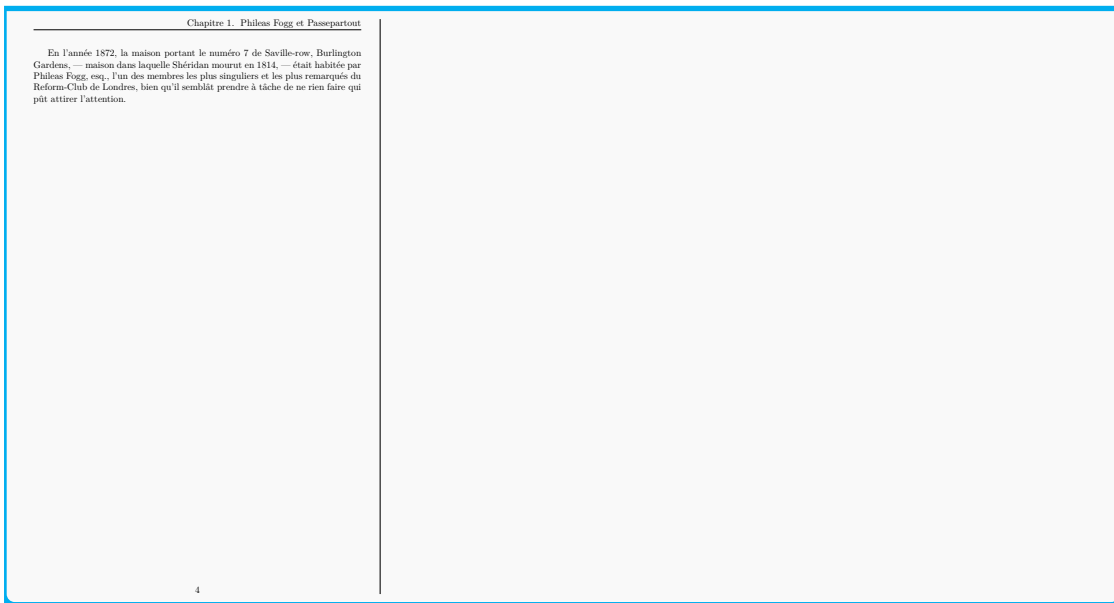 Chapitre 1. Phileas Fogg et Passepartout
En l'année 1872, la maison portant le numéro 7 de Saville-row, Burlington
Gardens, — maison dans laquelle Shéridan mourut en 1814, — était habitée par
Phileas Fogg, esq., l'un des membres les plus singuliers et les plus remarqués du
Reform-Club de Londres, bien qu'il semblât prendre à tâche de ne rien faire qui
pût attirer l'attention.
4